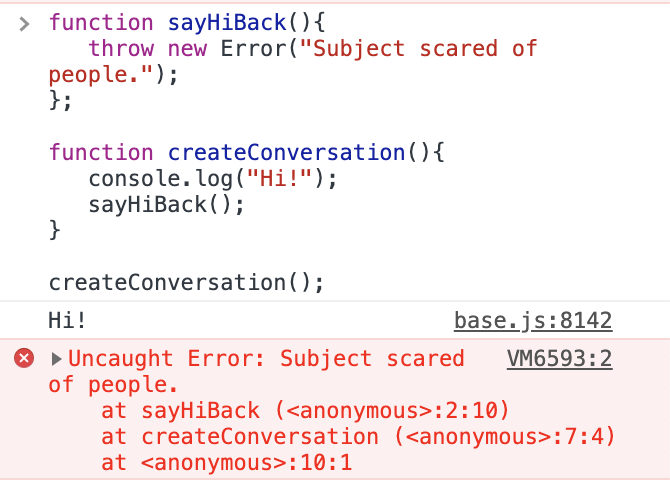 function sayHiBack(){
   throw new Error("Subject scared of
people.");
};

function createConversation(){
   console.log("Hi!");
   sayHiBack();
}

createConversation();
Hi! base.js:8142
Uncaught Error: Subject scared VM6593:2
of people.
    at sayHiBack (<anonymous>:2:10)
    at createConversation (<anonymous>:7:4)
    at <anonymous>:10:1